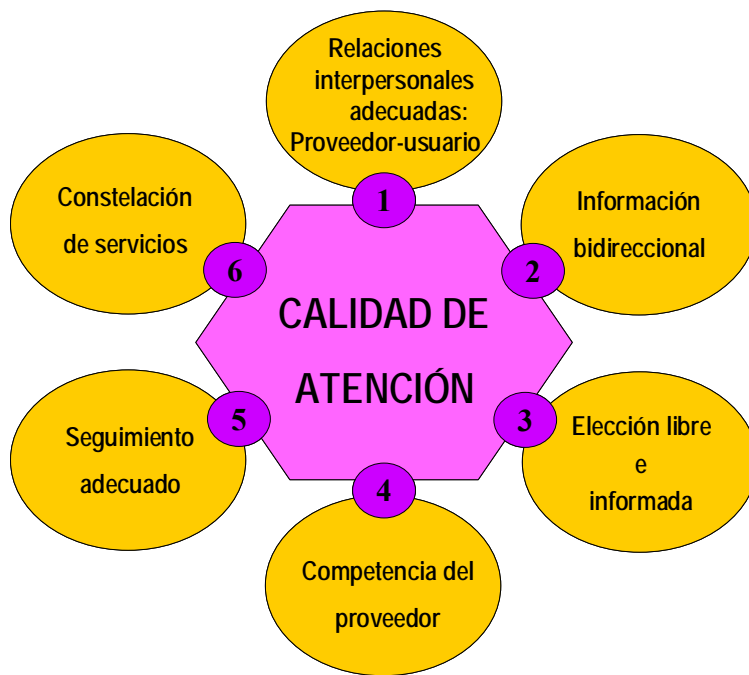 Relaciones
interpersonales
adecuadas:
Proveedor-usuario
1
Información
bidireccional
2
Elección libre
e
informada
3
Competencia del
proveedor
4
Seguimiento
adecuado
5
Constelación
de servicios
6
CALIDAD DE
ATENCIÓN